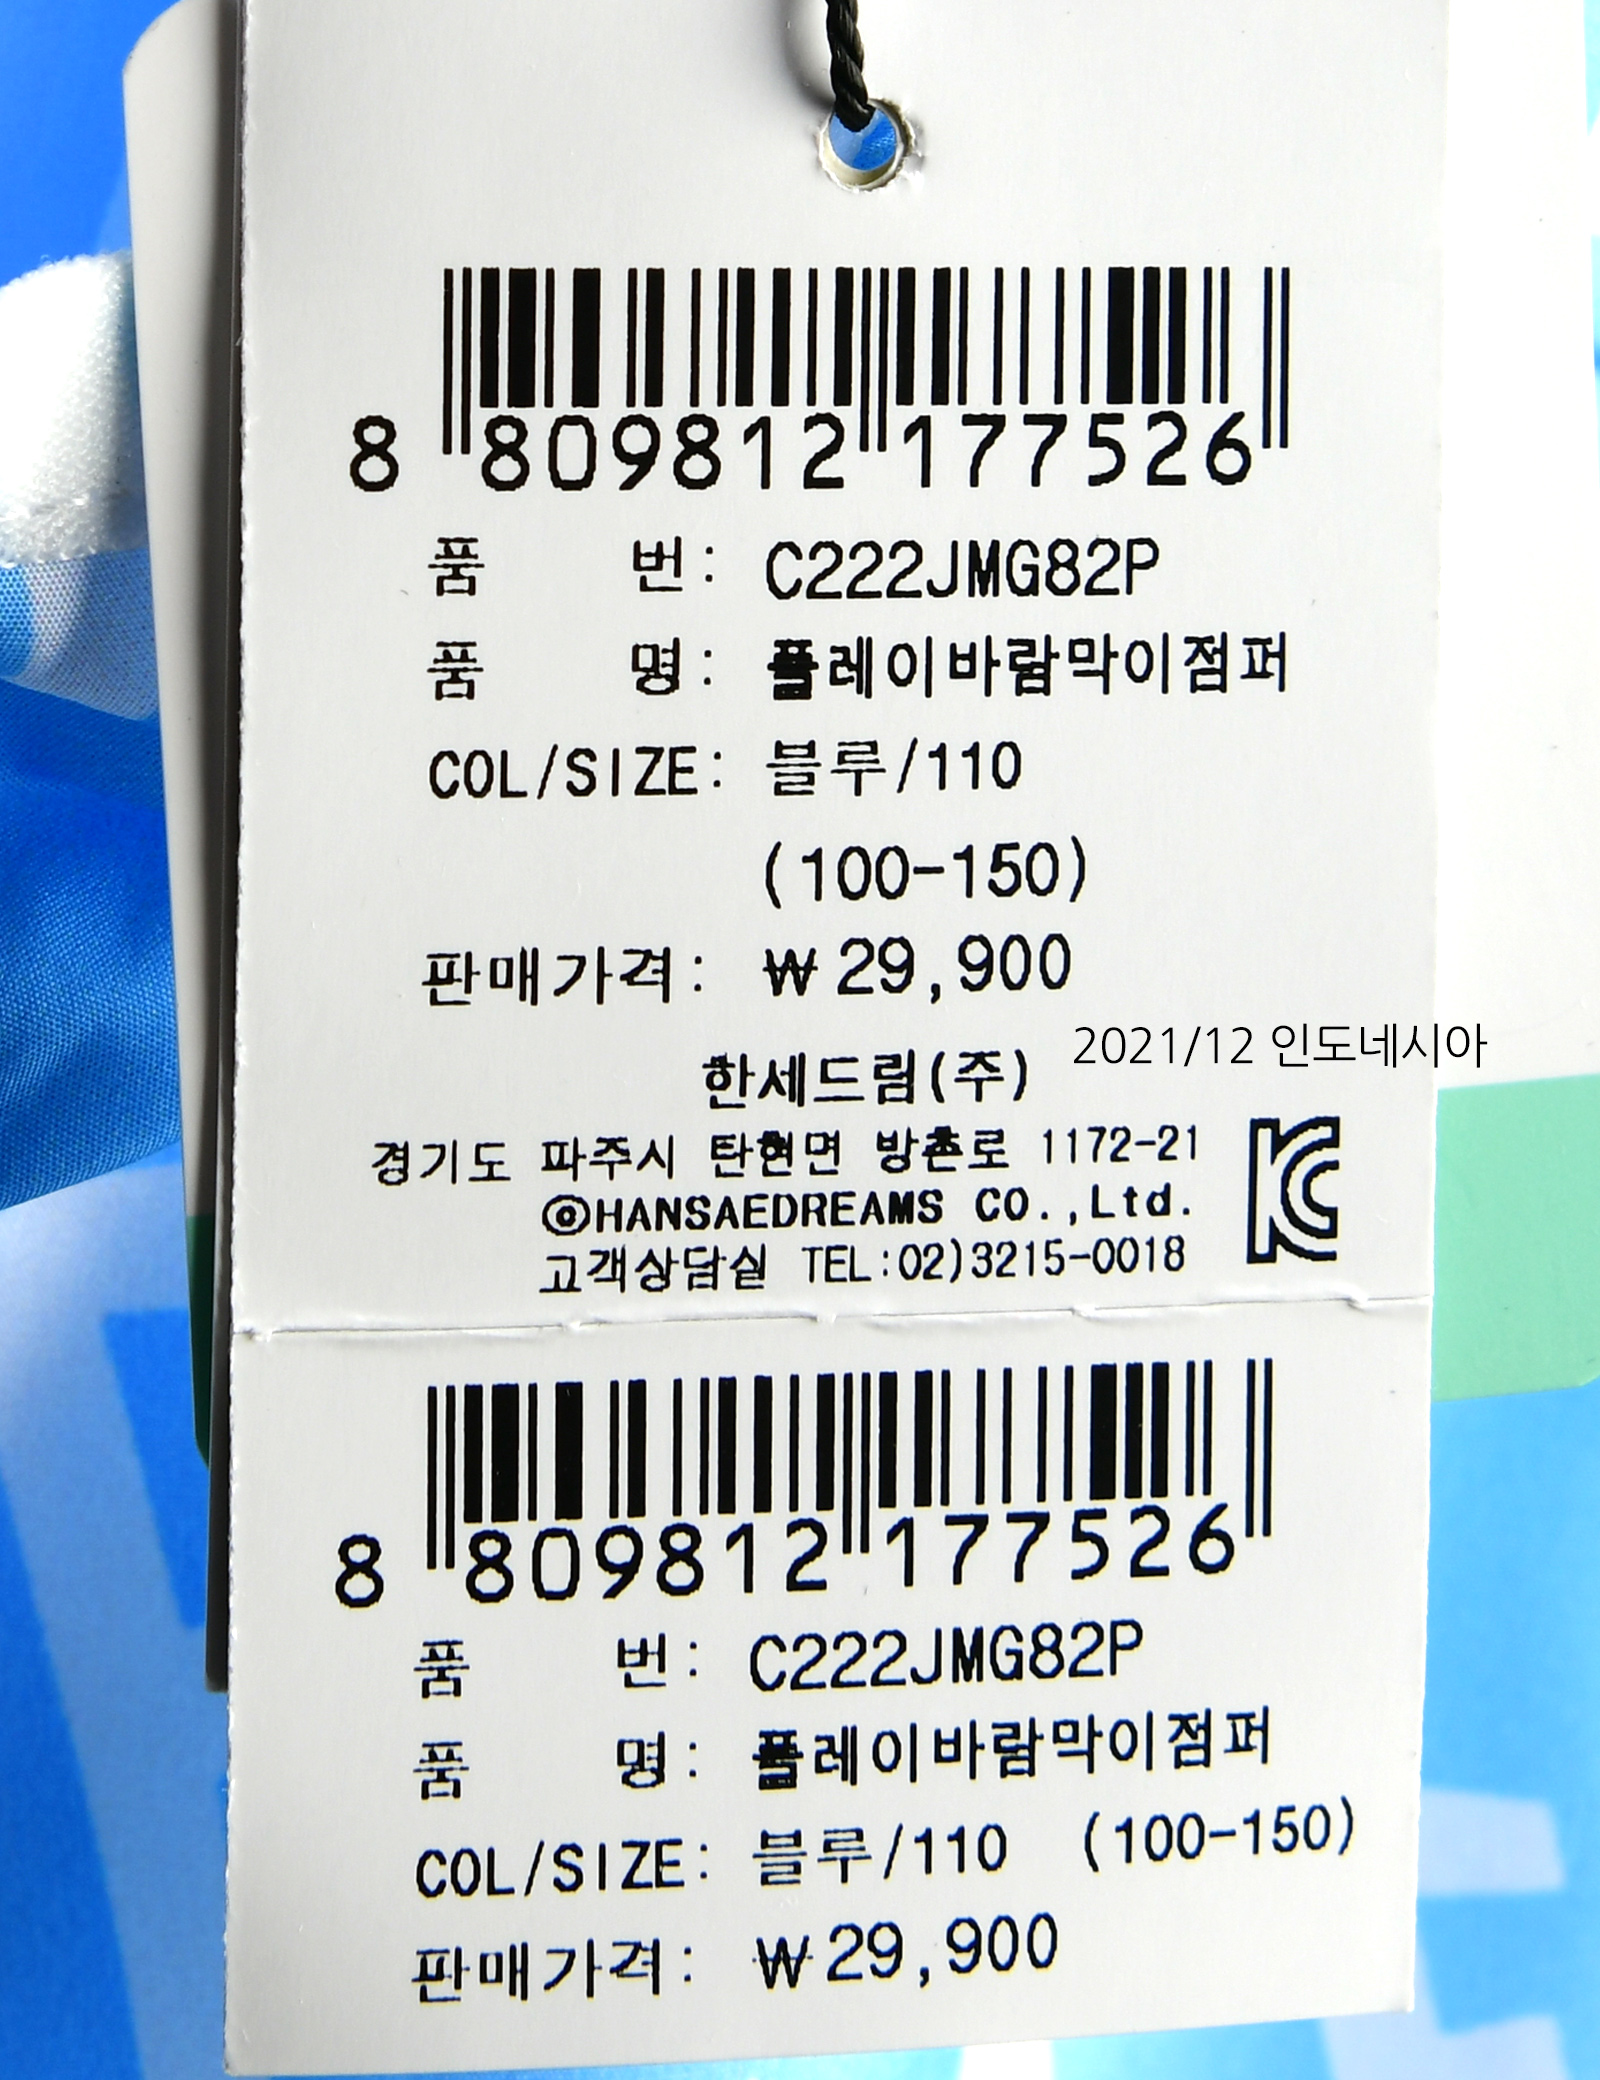 8 809812 177526
품 번: C222JMG82P
품 명: 플레이바람막이점퍼
COL/SIZE: 블루/110
(100-150)
판매가격: ₩29,900
2021/12 인도네시아
한세드림(주)
경기도 파주시 탄현면 방촌로 1172-21
©HANSAEDREAMS CO.,Ltd.
고객상담실 TEL:02)3215-0018
KC
8 809812 177526
품 번: C222JMG82P
품 명: 플레이바람막이점퍼
COL/SIZE: 블루/110 (100-150)
판매가격: ₩29,900